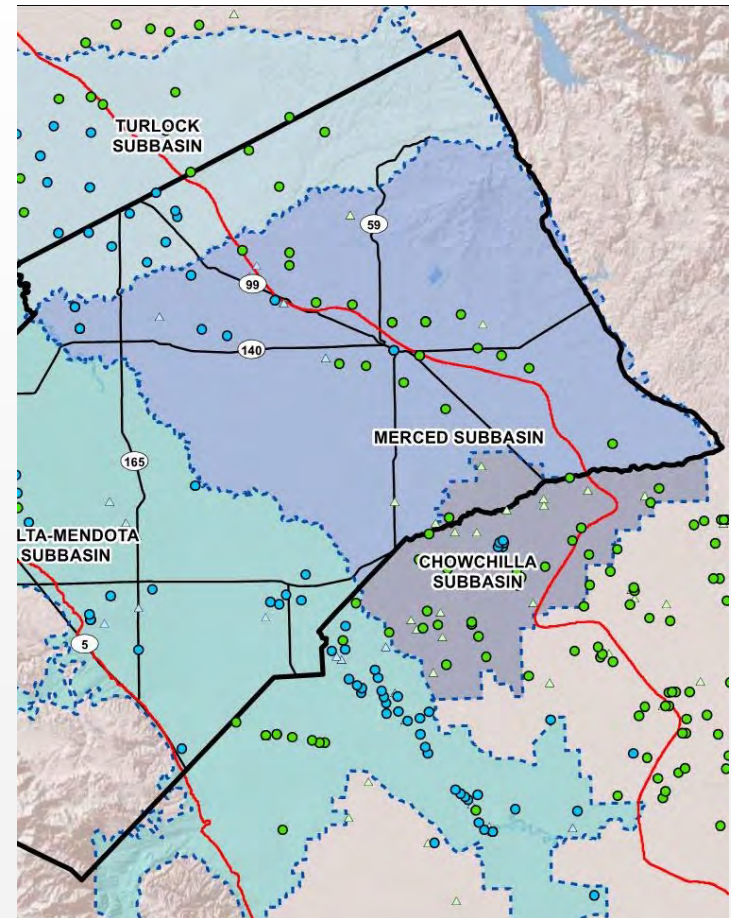 TURLOCK
SUBBASIN
59
99
140
MERCED SUBBASIN
165
LTA-MENDOTA
SUBBASIN
CHOWCHILLA
SUBBASIN
5